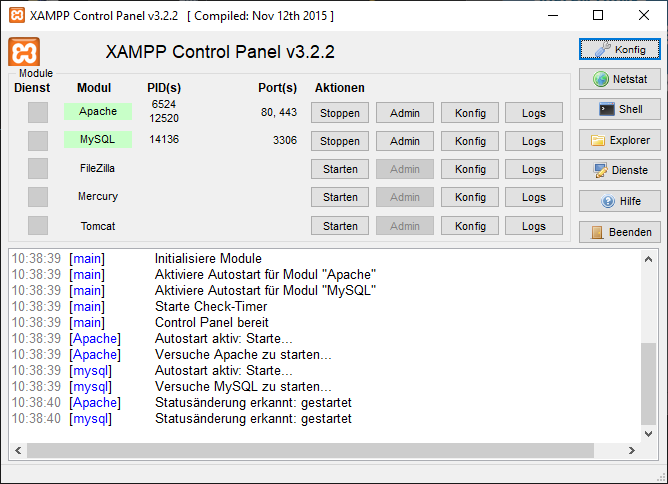 XAMPP Control Panel v3.2.2 [ Compiled: Nov 12th 2015 ]
XAMPP Control Panel v3.2.2
Konfig
Module
Dienst Modul PID(s) Port(s) Aktionen
Netstat
Apache 6524 12520 80, 443 Stoppen Admin Konfig Logs
Shell
MySQL 14136 3306 Stoppen Admin Konfig Logs
Explorer
FileZilla Starten Admin Konfig Logs
Dienste
Mercury Starten Admin Konfig Logs
Hilfe
Tomcat Starten Admin Konfig Logs
Beenden
10:38:39 [main] Initialisiere Module
10:38:39 [main] Aktiviere Autostart für Modul "Apache"
10:38:39 [main] Aktiviere Autostart für Modul "MySQL"
10:38:39 [main] Starte Check-Timer
10:38:39 [main] Control Panel bereit
10:38:39 [Apache] Autostart aktiv: Starte...
10:38:39 [Apache] Versuche Apache zu starten...
10:38:39 [mysql] Autostart aktiv: Starte...
10:38:39 [mysql] Versuche MySQL zu starten...
10:38:40 [Apache] Statusänderung erkannt: gestartet
10:38:40 [mysql] Statusänderung erkannt: gestartet